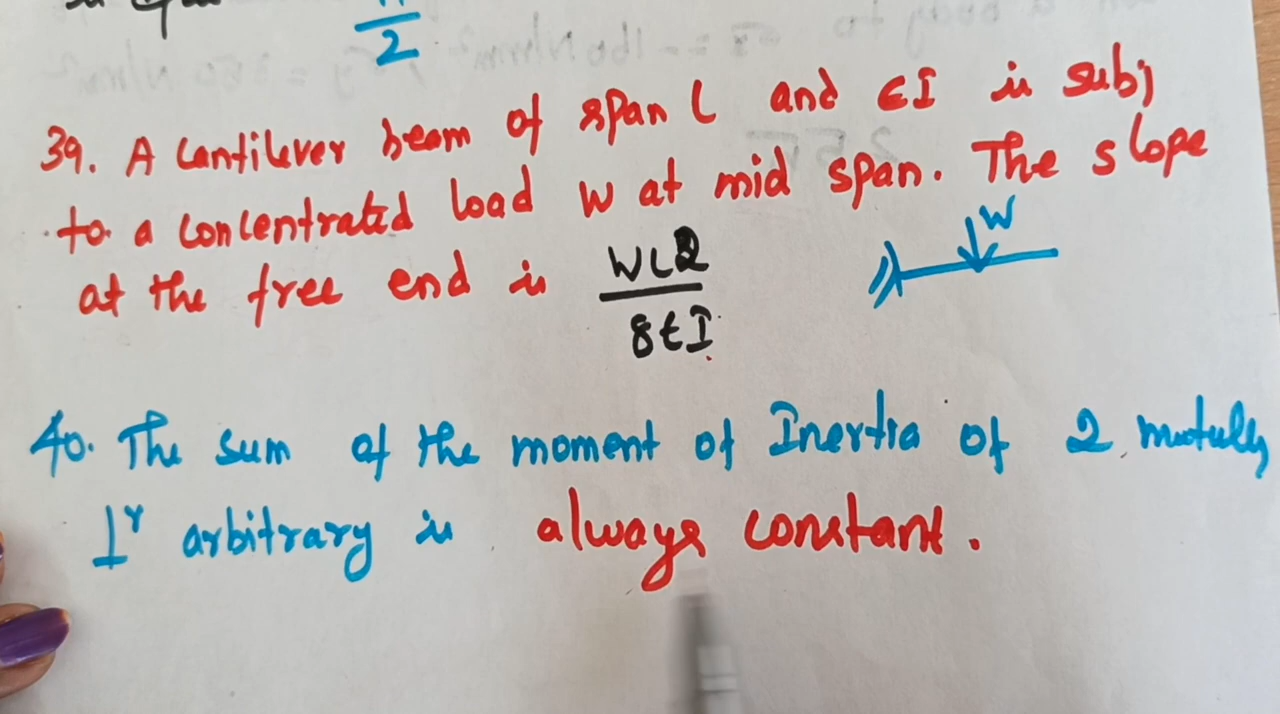 π/2
39. A cantilever beam of span l and EI is subj
to a concentrated load W at mid span. The slope
at the free end is Wl2/8EI
W
40. The sum of the moment of Inertia of 2 mutully
⊥r arbitrary is always constant.